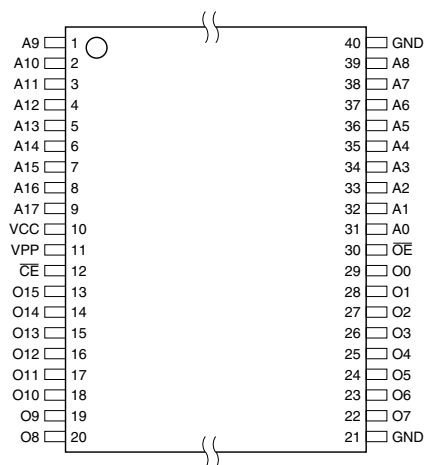 A9 1 40 GND
A10 2 39 A8
A11 3 38 A7
A12 4 37 A6
A13 5 36 A5
A14 6 35 A4
A15 7 34 A3
A16 8 33 A2
A17 9 32 A1
VCC 10 31 A0
VPP 11 30 O̅E̅
C̅E̅ 12 29 O0
O15 13 28 O1
O14 14 27 O2
O13 15 26 O3
O12 16 25 O4
O11 17 24 O5
O10 18 23 O6
O9 19 22 O7
O8 20 21 GND